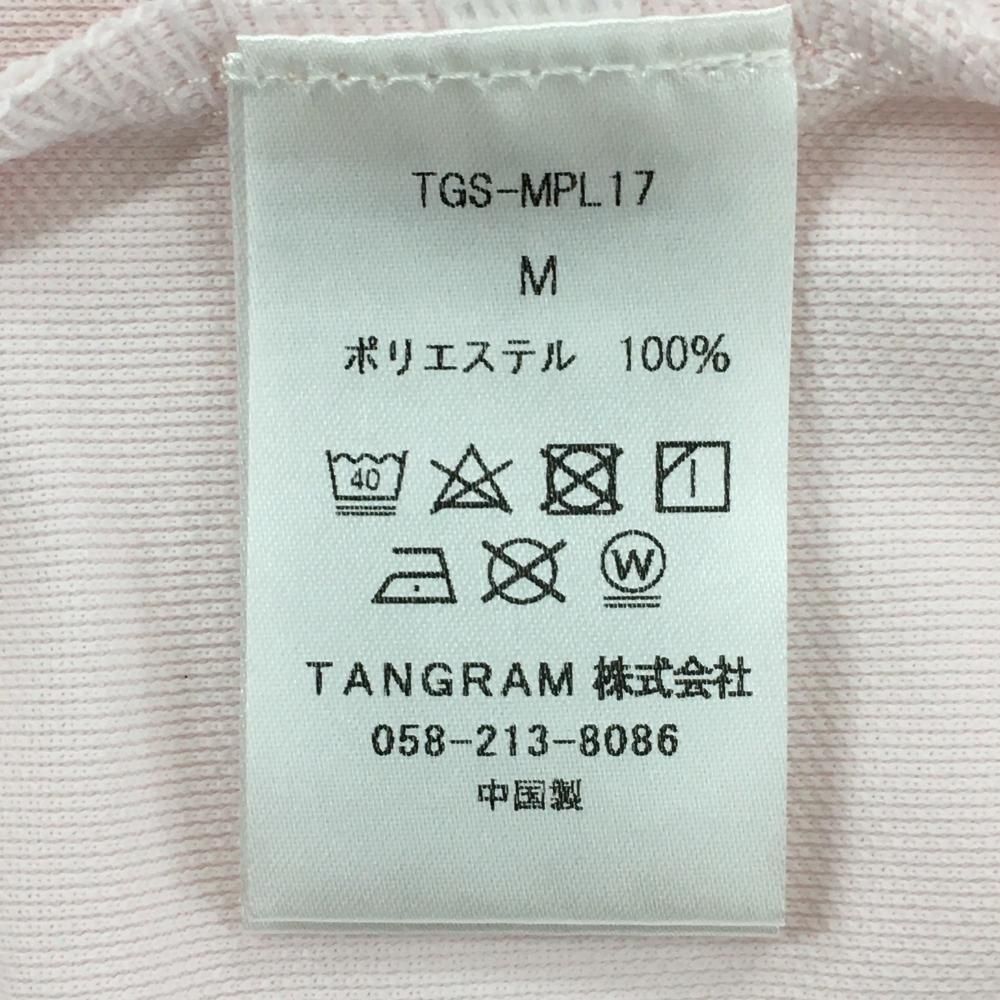 TGS-MPL17
M
ポリエステル 100%
40
W
TANGRAM 株式会社
058-213-8086
中国製